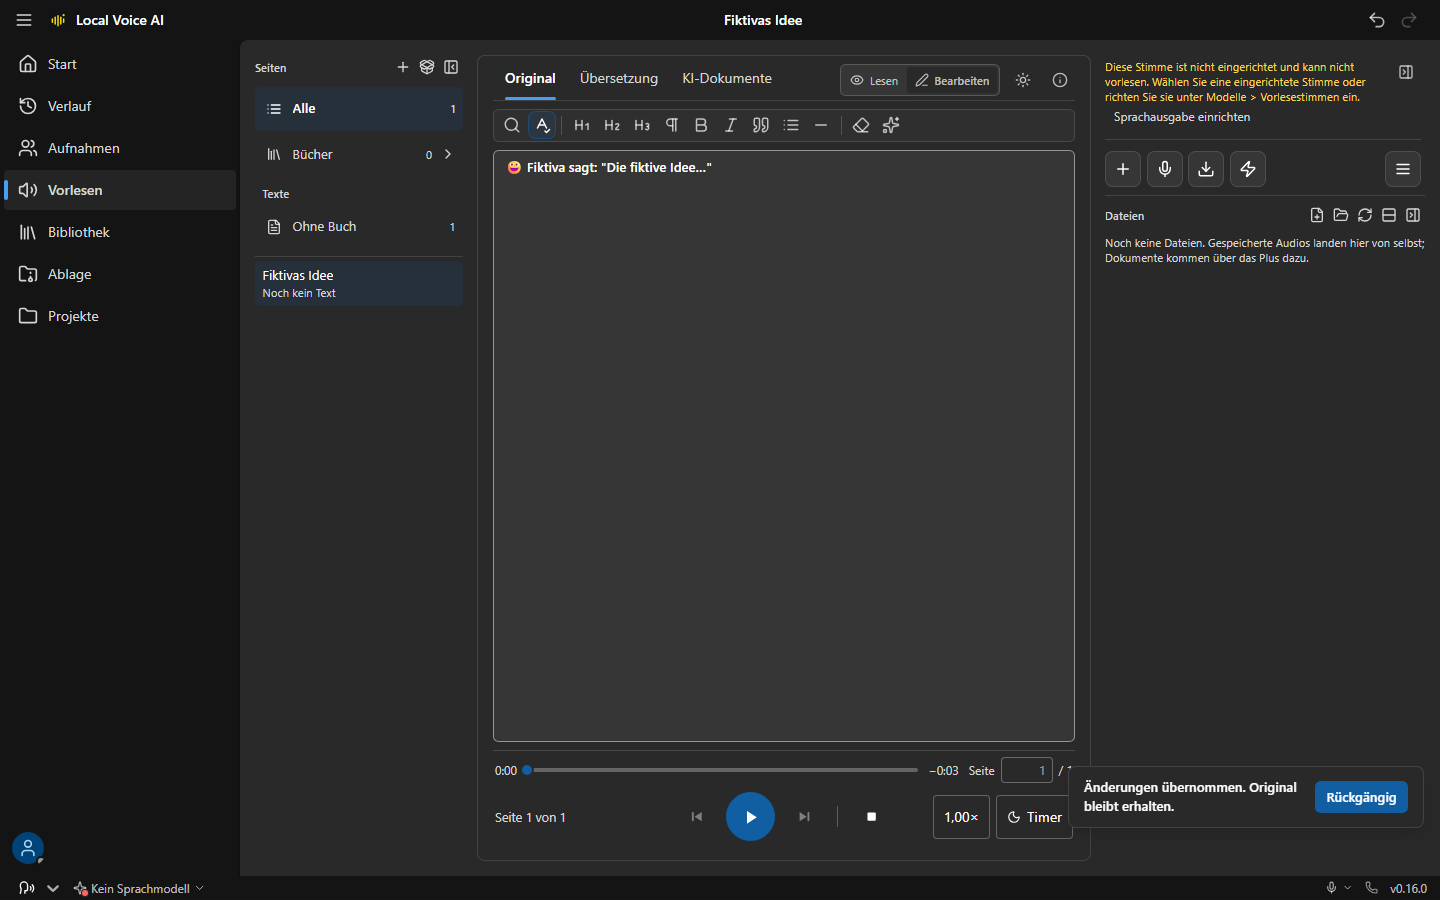 Local Voice AI
Fiktivas Idee
Start
Verlauf
Aufnahmen
Vorlesen
Bibliothek
Ablage
Projekte
Seiten
Alle 1
Bücher 0
Texte
Ohne Buch 1
Fiktivas Idee
Noch kein Text
Original Übersetzung KI-Dokumente Lesen Bearbeiten
H1 H2 H3 B I
😀 Fiktiva sagt: "Die fiktive Idee..."
0:00 −0:03 Seite 1 /
Seite 1 von 1 1,00× Timer
Diese Stimme ist nicht eingerichtet und kann nicht
vorlesen. Wählen Sie eine eingerichtete Stimme oder
richten Sie sie unter Modelle > Vorlesestimmen ein.
Sprachausgabe einrichten
Dateien
Noch keine Dateien. Gespeicherte Audios landen hier von selbst;
Dokumente kommen über das Plus dazu.
Änderungen übernommen. Original
bleibt erhalten.
Rückgängig
Kein Sprachmodell
v0.16.0